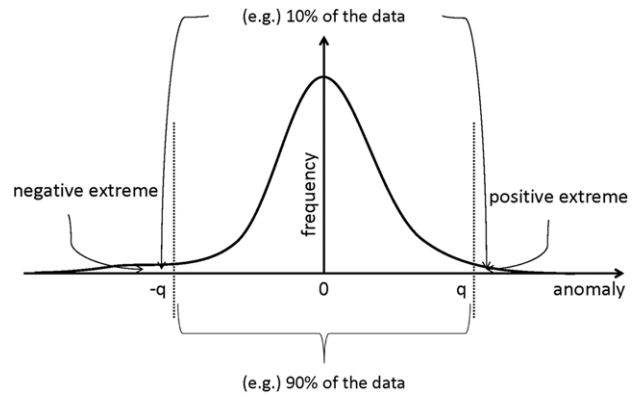 (e.g.) 10% of the data
frequency
negative extreme
positive extreme
-q
0
q
anomaly
(e.g.) 90% of the data